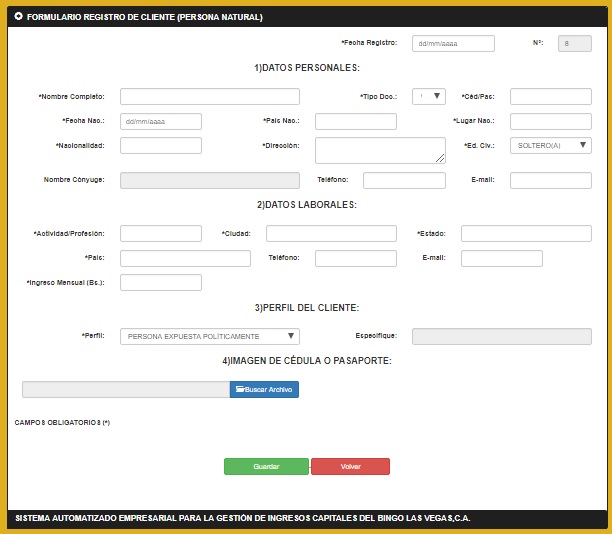 FORMULARIO REGISTRO DE CLIENTE (PERSONA NATURAL)
*Fecha Registro: dd/mm/aaaa Nº: 8
1)DATOS PERSONALES:
*Nombre Completo: *Tipo Doc.: *Céd/Pas:
*Fecha Nac.: dd/mm/aaaa *País Nac.: *Lugar Nac.:
*Nacionalidad: *Dirección: *Ed. Civ.: SOLTERO(A)
Nombre Cónyuge: Teléfono: E-mail:
2)DATOS LABORALES:
*Actividad/Profesión: *Ciudad: *Estado:
*País: Teléfono: E-mail:
*Ingreso Mensual (Bs.):
3)PERFIL DEL CLIENTE:
*Perfil: PERSONA EXPUESTA POLÍTICAMENTE Especifique:
4)IMAGEN DE CÉDULA O PASAPORTE:
Buscar Archivo
CAMPOS OBLIGATORIOS (*)
Guardar Volver
SISTEMA AUTOMATIZADO EMPRESARIAL PARA LA GESTIÓN DE INGRESOS CAPITALES DEL BINGO LAS VEGAS,C.A.